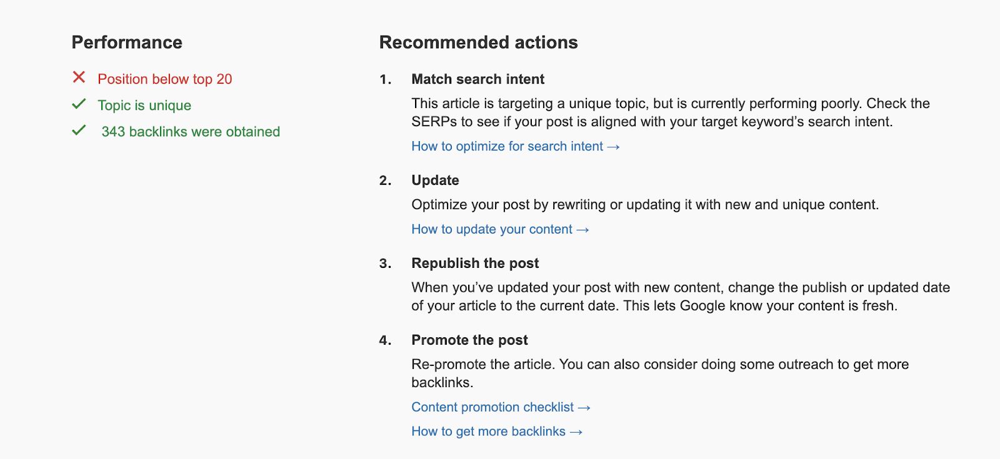 Performance
Position below top 20
Topic is unique
343 backlinks were obtained
Recommended actions
1. Match search intent
This article is targeting a unique topic, but is currently performing poorly. Check the
SERPs to see if your post is aligned with your target keyword’s search intent.
How to optimize for search intent →
2. Update
Optimize your post by rewriting or updating it with new and unique content.
How to update your content →
3. Republish the post
When you’ve updated your post with new content, change the publish or updated date
of your article to the current date. This lets Google know your content is fresh.
4. Promote the post
Re-promote the article. You can also consider doing some outreach to get more
backlinks.
Content promotion checklist →
How to get more backlinks →